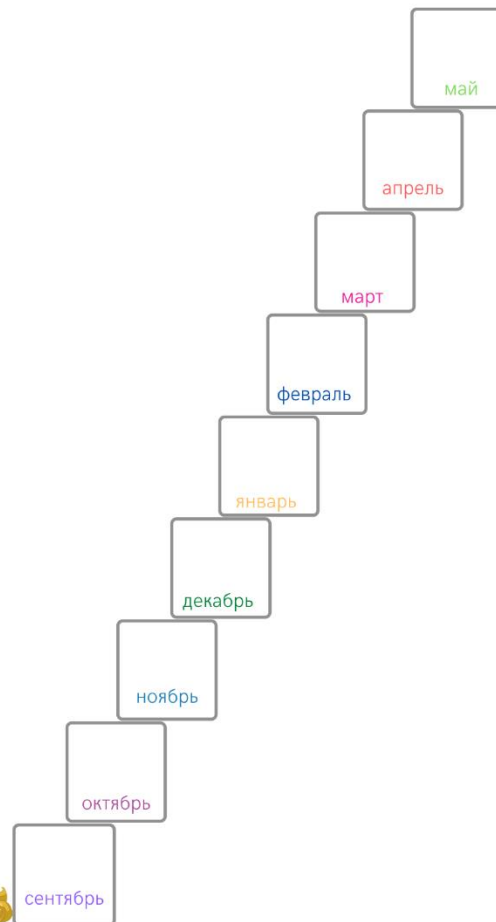 май
апрель
март
февраль
январь
декабрь
ноябрь
октябрь
сентябрь